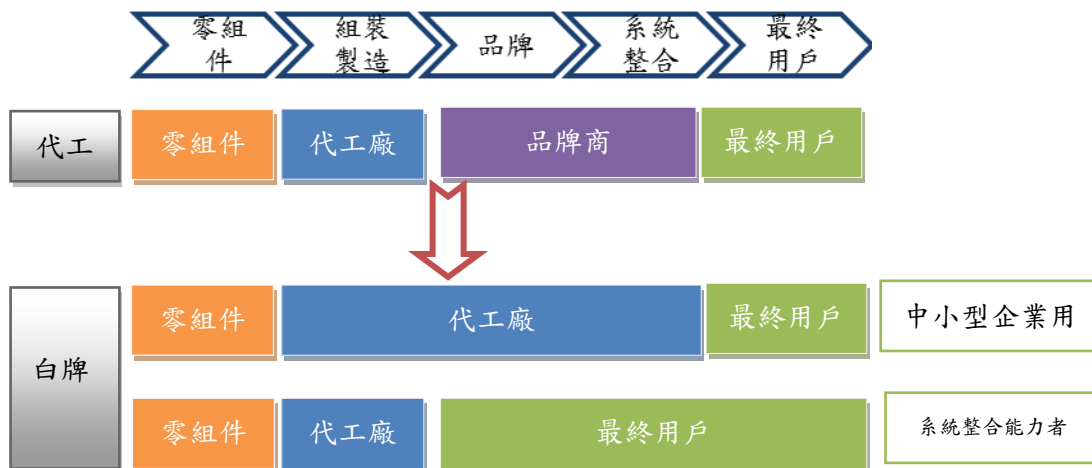 零組
件
組裝
製造
品牌
系統
整合
最終
用戶
代工
零組件
代工廠
品牌商
最終用戶
白牌
零組件
代工廠
最終用戶
中小型企業用
零組件
代工廠
最終用戶
系統整合能力者